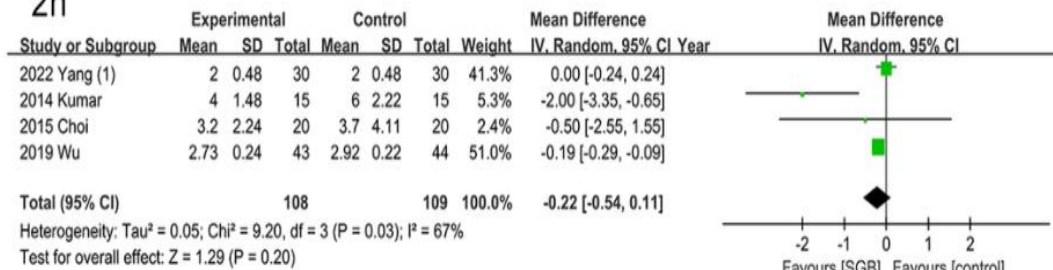 2h
Experimental Control Mean Difference Mean Difference
Study or Subgroup Mean SD Total Mean SD Total Weight IV, Random, 95% CI Year IV, Random, 95% CI
2022 Yang (1) 2 0.48 30 2 0.48 30 41.3% 0.00 [-0.24, 0.24]
2014 Kumar 4 1.48 15 6 2.22 15 5.3% -2.00 [-3.35, -0.65]
2015 Choi 3.2 2.24 20 3.7 4.11 20 2.4% -0.50 [-2.55, 1.55]
2019 Wu 2.73 0.24 43 2.92 0.22 44 51.0% -0.19 [-0.29, -0.09]
Total (95% CI) 108 109 100.0% -0.22 [-0.54, 0.11]
Heterogeneity: Tau² = 0.05; Chi² = 9.20, df = 3 (P = 0.03); I² = 67%
Test for overall effect: Z = 1.29 (P = 0.20)
-2 -1 0 1 2
Favours [SGB] Favours [control]